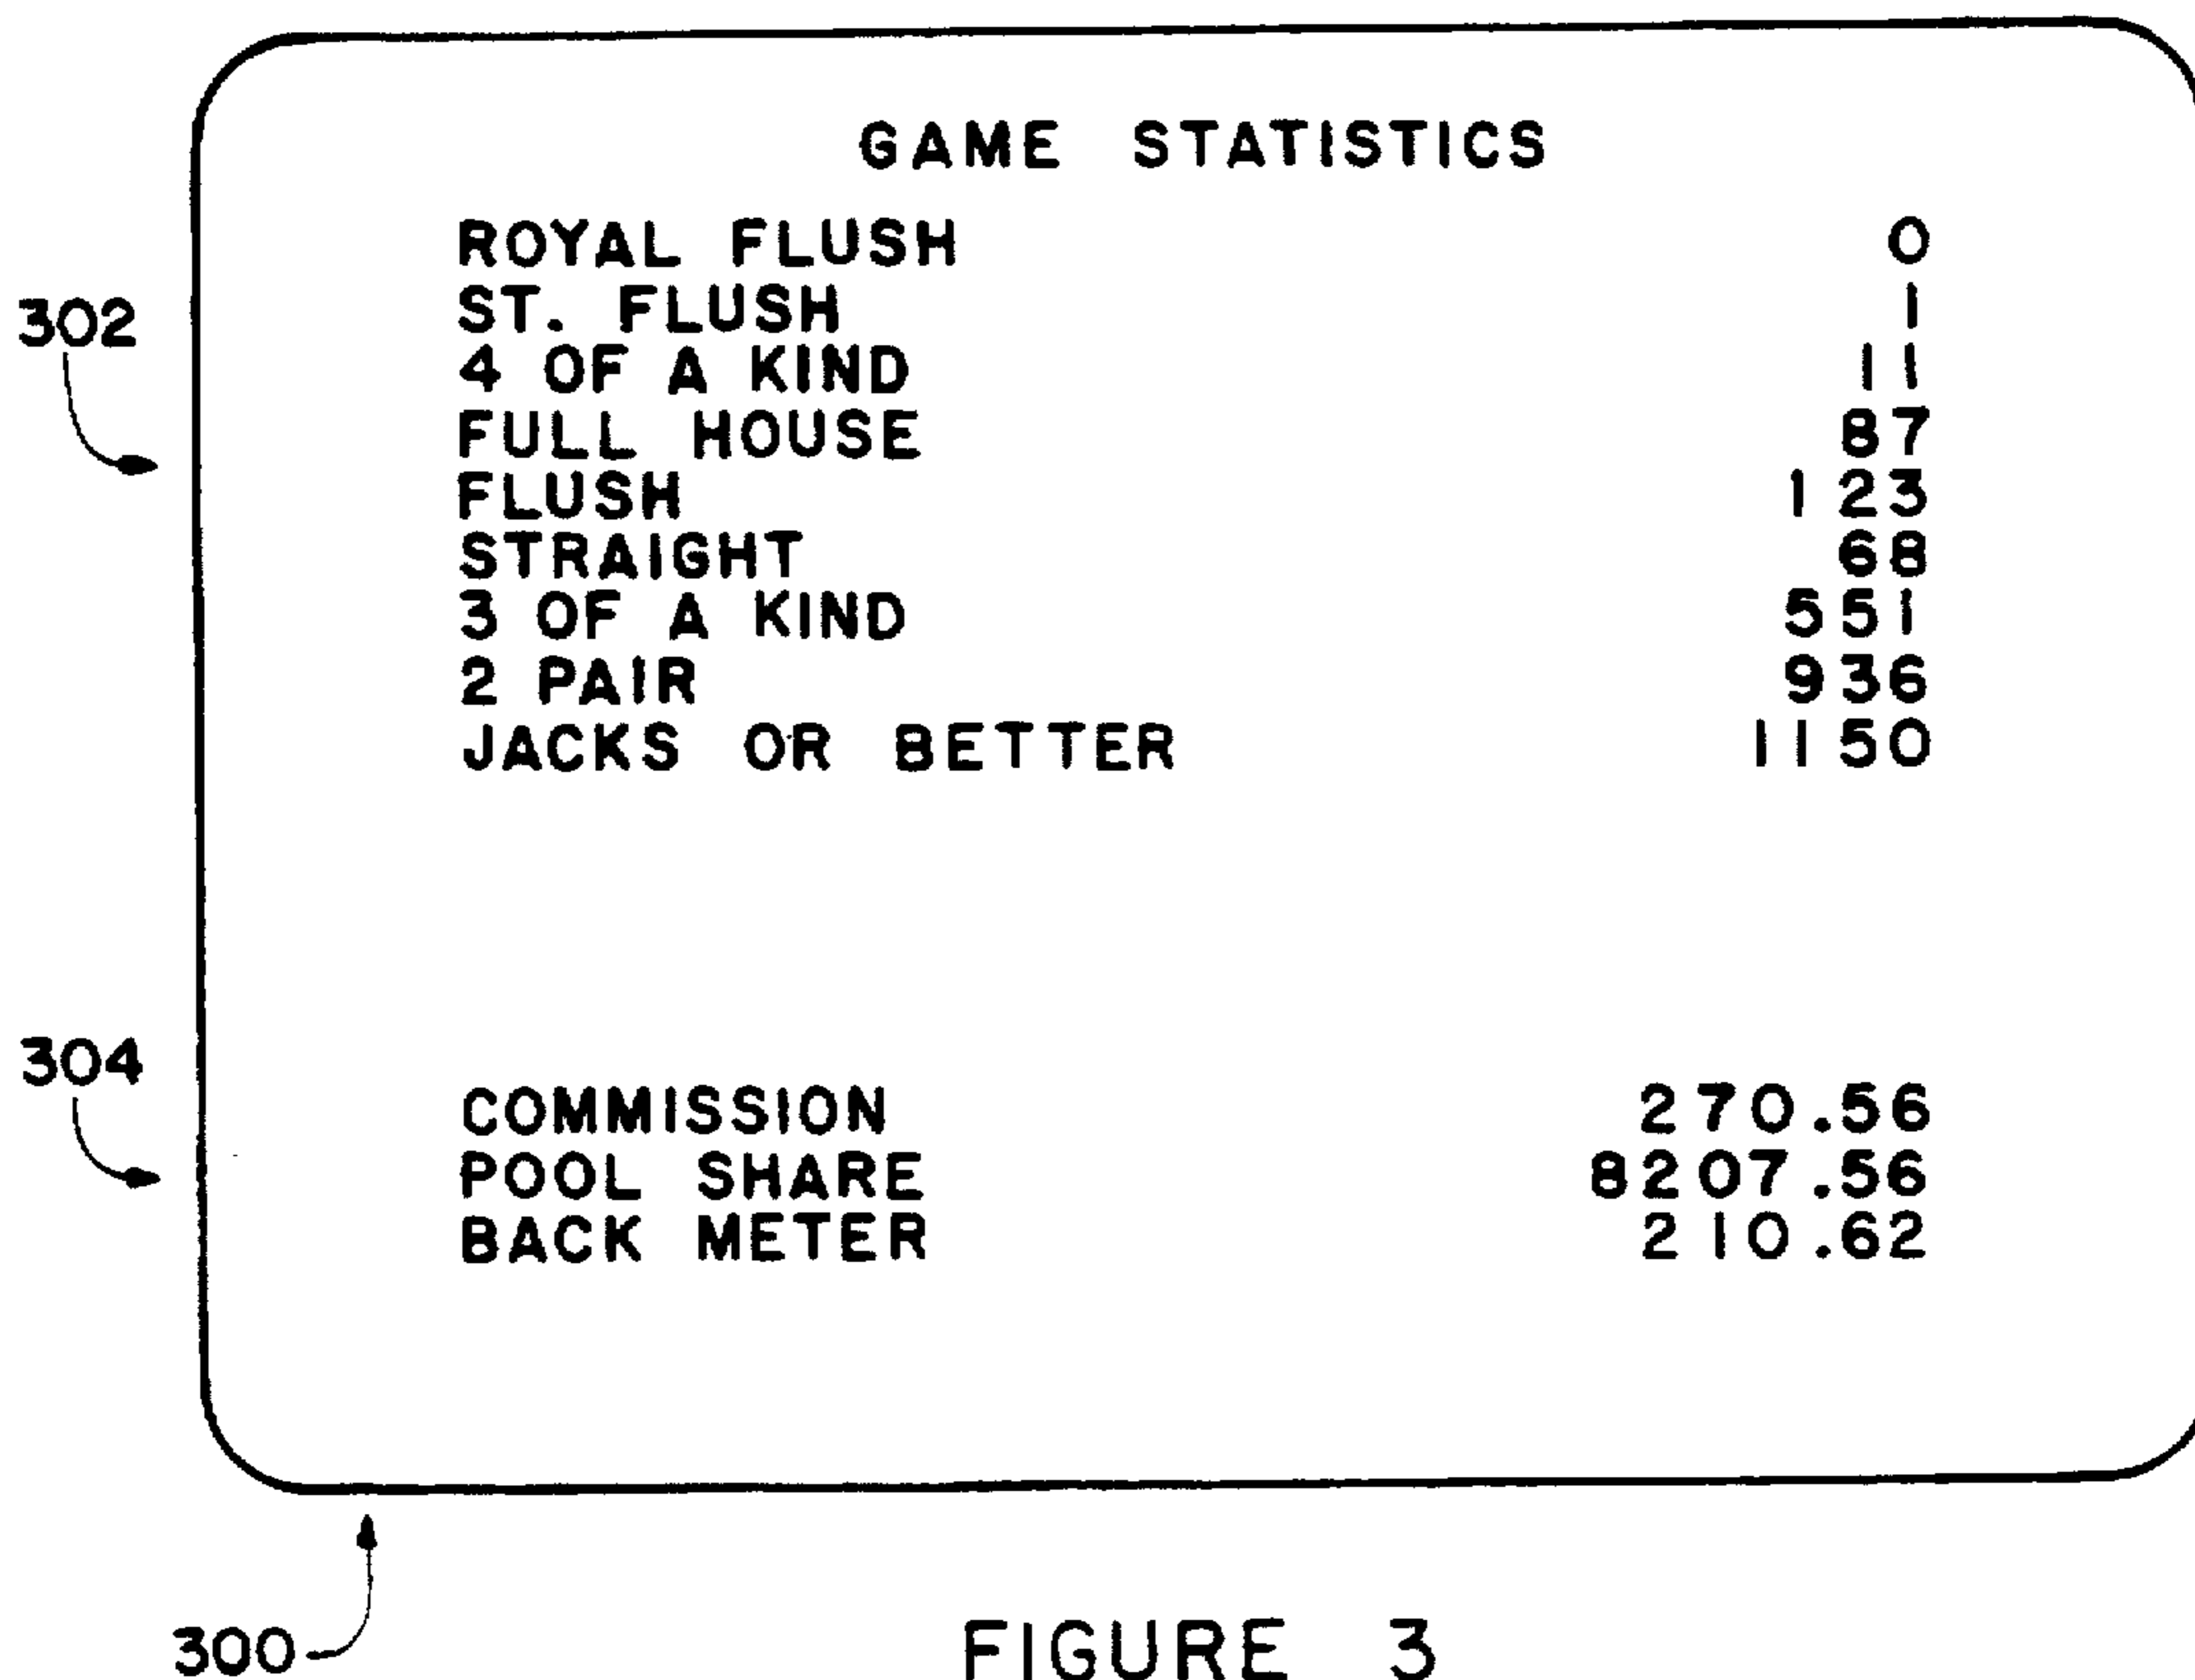 GAME STATISTICS
ROYAL FLUSH 0
ST. FLUSH 1
302
4 OF A KIND 11
FULL HOUSE 87
FLUSH 123
STRAIGHT 68
3 OF A KIND 551
2 PAIR 936
JACKS OR BETTER 1150
304
COMMISSION 270.56
POOL SHARE 8207.56
BACK METER 210.62
300
FIGURE 3